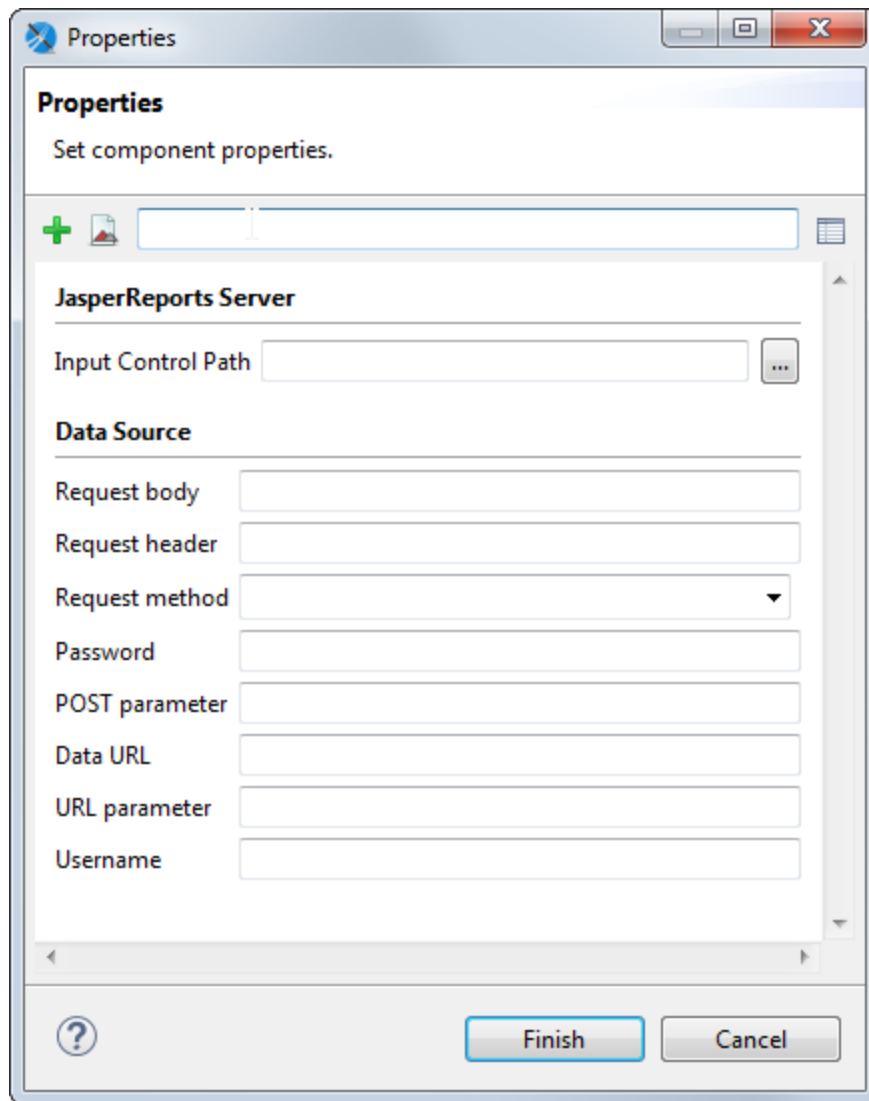 Properties
Properties
Set component properties.
JasperReports Server
Input Control Path
...
Data Source
Request body
Request header
Request method
Password
POST parameter
Data URL
URL parameter
Username
?
Finish
Cancel